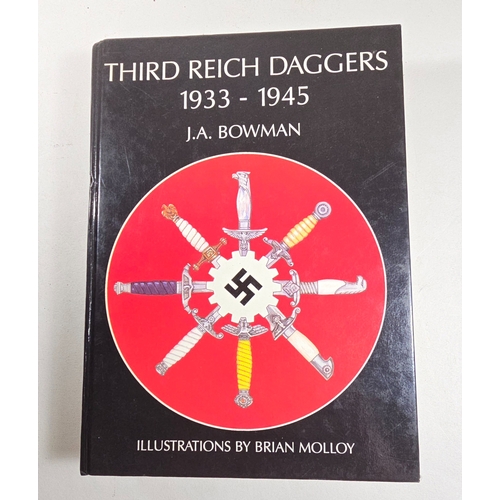 THIRD REICH DAGGERS
1933 - 1945
J.A. BOWMAN
ILLUSTRATIONS BY BRIAN MOLLOY